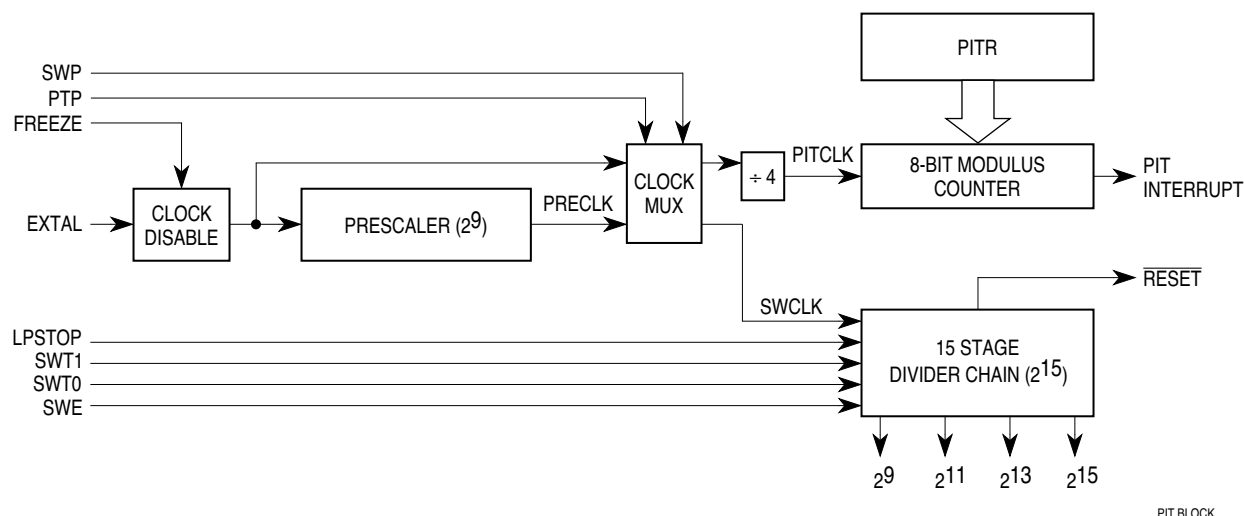 PITR
SWP
PTP
FREEZE
EXTAL
CLOCK
DISABLE
PRESCALER (2⁹)
PRECLK
CLOCK
MUX
÷ 4
PITCLK
8-BIT MODULUS
COUNTER
PIT
INTERRUPT
RESET
SWCLK
LPSTOP
SWT1
SWT0
SWE
15 STAGE
DIVIDER CHAIN (2¹⁵)
2⁹
2¹¹
2¹³
2¹⁵
PIT BLOCK